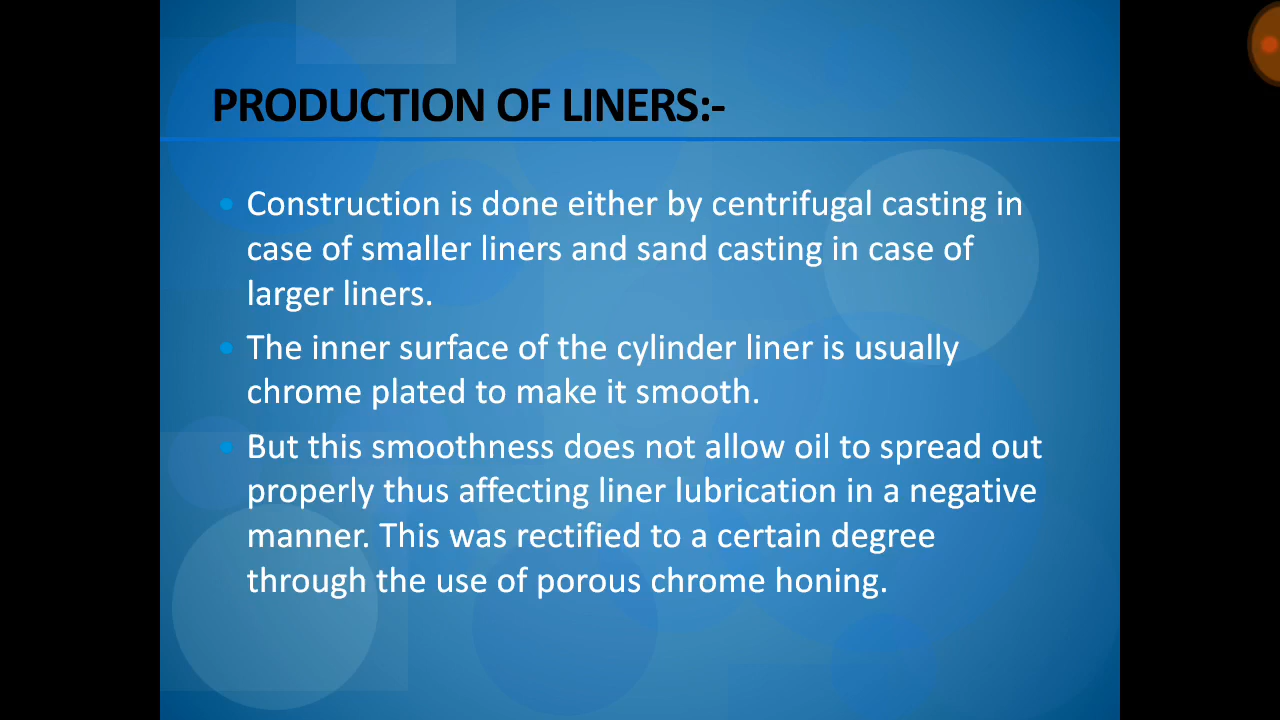 PRODUCTION OF LINERS:-
• Construction is done either by centrifugal casting in
case of smaller liners and sand casting in case of
larger liners.
• The inner surface of the cylinder liner is usually
chrome plated to make it smooth.
• But this smoothness does not allow oil to spread out
properly thus affecting liner lubrication in a negative
manner. This was rectified to a certain degree
through the use of porous chrome honing.